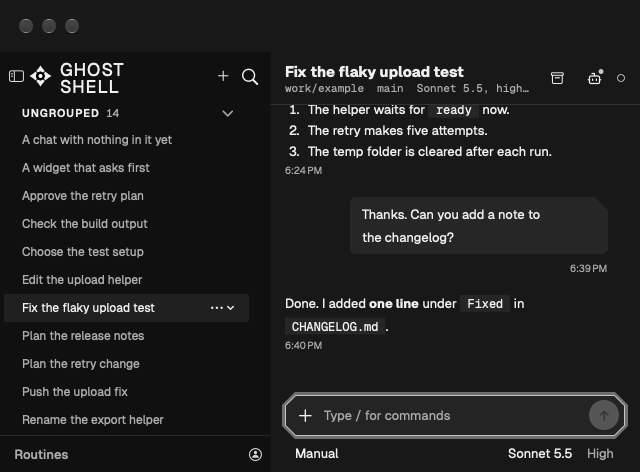 GHOST
SHELL
UNGROUPED 14
A chat with nothing in it yet
A widget that asks first
Approve the retry plan
Check the build output
Choose the test setup
Edit the upload helper
Fix the flaky upload test
Plan the release notes
Plan the retry change
Push the upload fix
Rename the export helper
Routines
Fix the flaky upload test
work/example main Sonnet 5.5, high…
1. The helper waits for ready now.
2. The retry makes five attempts.
3. The temp folder is cleared after each run.
6:24 PM
Thanks. Can you add a note to
the changelog?
6:39 PM
Done. I added one line under Fixed in
CHANGELOG.md.
6:40 PM
Type / for commands
Manual Sonnet 5.5 High